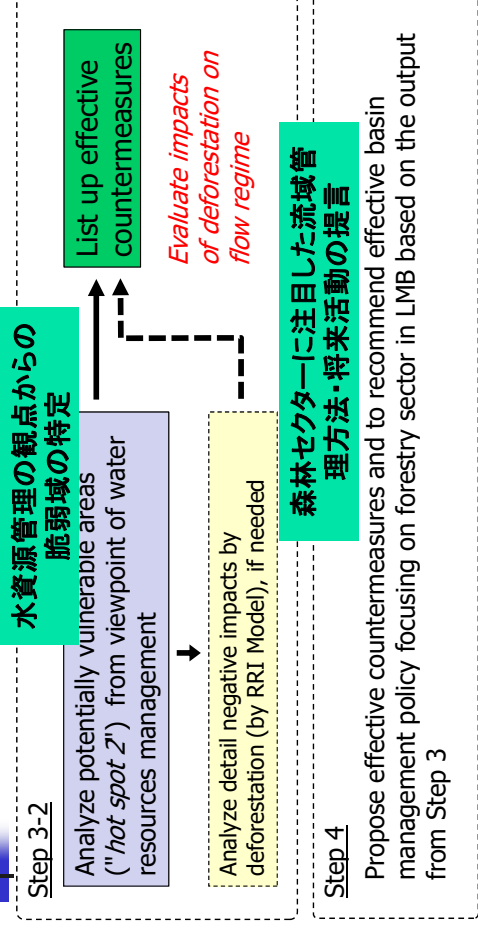 水資源管理の観点からの
脆弱域の特定
Step 3-2
Analyze potentially vulnerable areas
("hot spot 2") from viewpoint of water
resources management
List up effective
countermeasures
Evaluate impacts
of deforestation on
flow regime
Analyze detail negative impacts by
deforestation (by RRI Model), if needed
森林セクターに注目した流域管
理方法・将来活動の提言
Step 4
Propose effective countermeasures and to recommend effective basin
management policy focusing on forestry sector in LMB based on the output
from Step 3